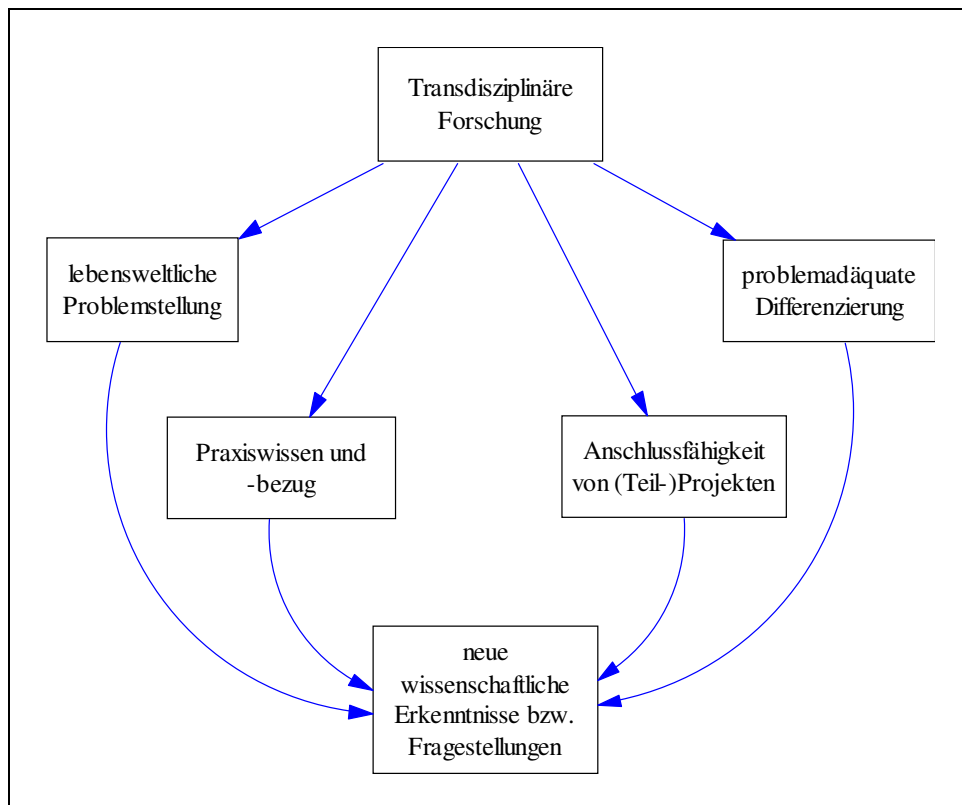 Transdisziplinäre
Forschung
lebensweltliche
Problemstellung
problemadäquate
Differenzierung
Praxiswissen und
-bezug
Anschlussfähigkeit
von (Teil-)Projekten
neue
wissenschaftliche
Erkenntnisse bzw.
Fragestellungen